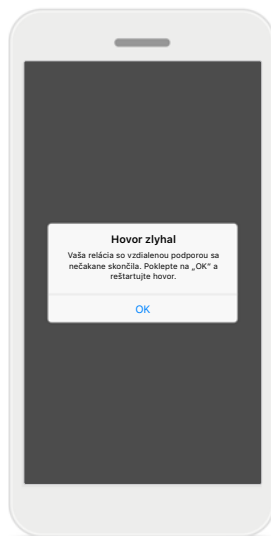 Hovor zlyhal
Vaša relácia so vzdialenou podporou sa
nečakane skončila. Poklepte na „OK“ a
reštartujte hovor.
OK